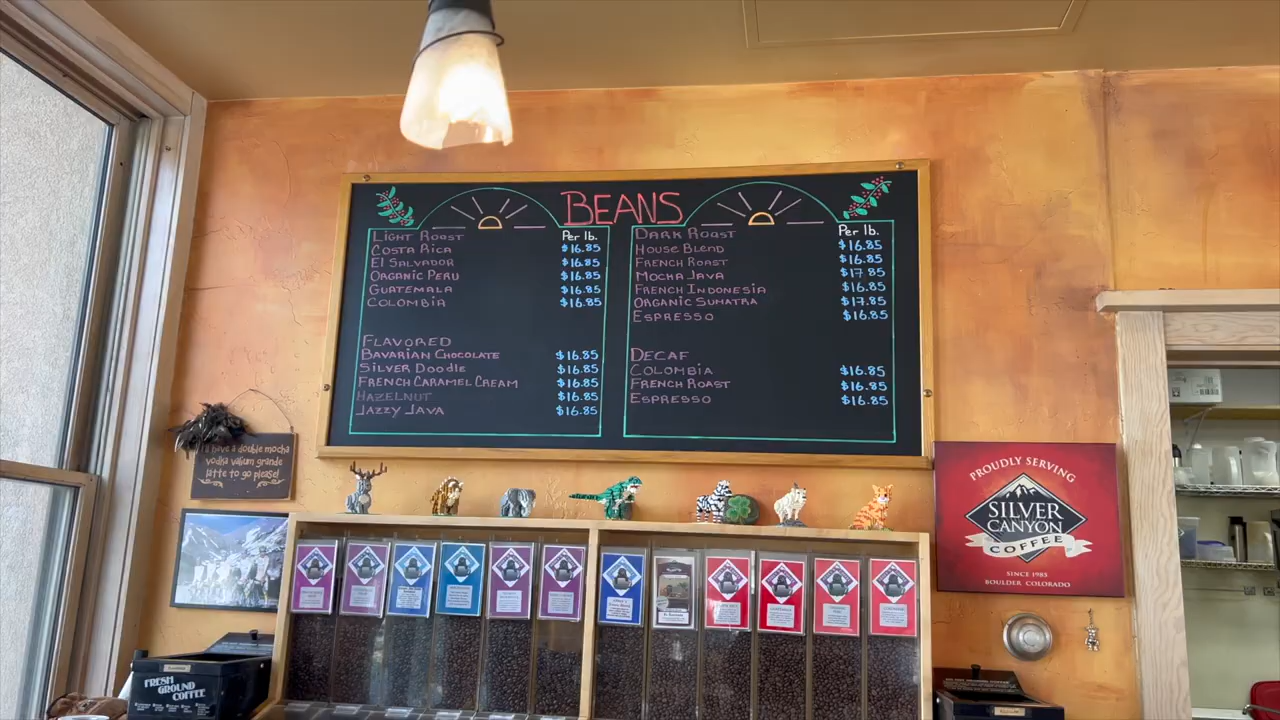 BEANS
LIGHT ROAST Per lb.
COSTA RICA $16.85
EL SALVADOR $16.85
ORGANIC PERU $16.85
GUATEMALA $16.85
COLOMBIA $16.85
FLAVORED
BAVARIAN CHOCOLATE $16.85
SILVER DOODLE $16.85
FRENCH CARAMEL CREAM $16.85
HAZELNUT $16.85
JAZZY JAVA $16.85
DARK ROAST Per lb.
HOUSE BLEND $16.85
FRENCH ROAST $16.85
MOCHA JAVA $17.85
FRENCH INDONESIA $16.85
ORGANIC SUMATRA $17.85
ESPRESSO $16.85
DECAF
COLOMBIA $16.85
FRENCH ROAST $16.85
ESPRESSO $16.85
I'll have a double mocha
vodka valium grande
latte to go please!
PROUDLY SERVING
SILVER
CANYON
COFFEE
SINCE 1985
BOULDER COLORADO
FRESH
GROUND
COFFEE